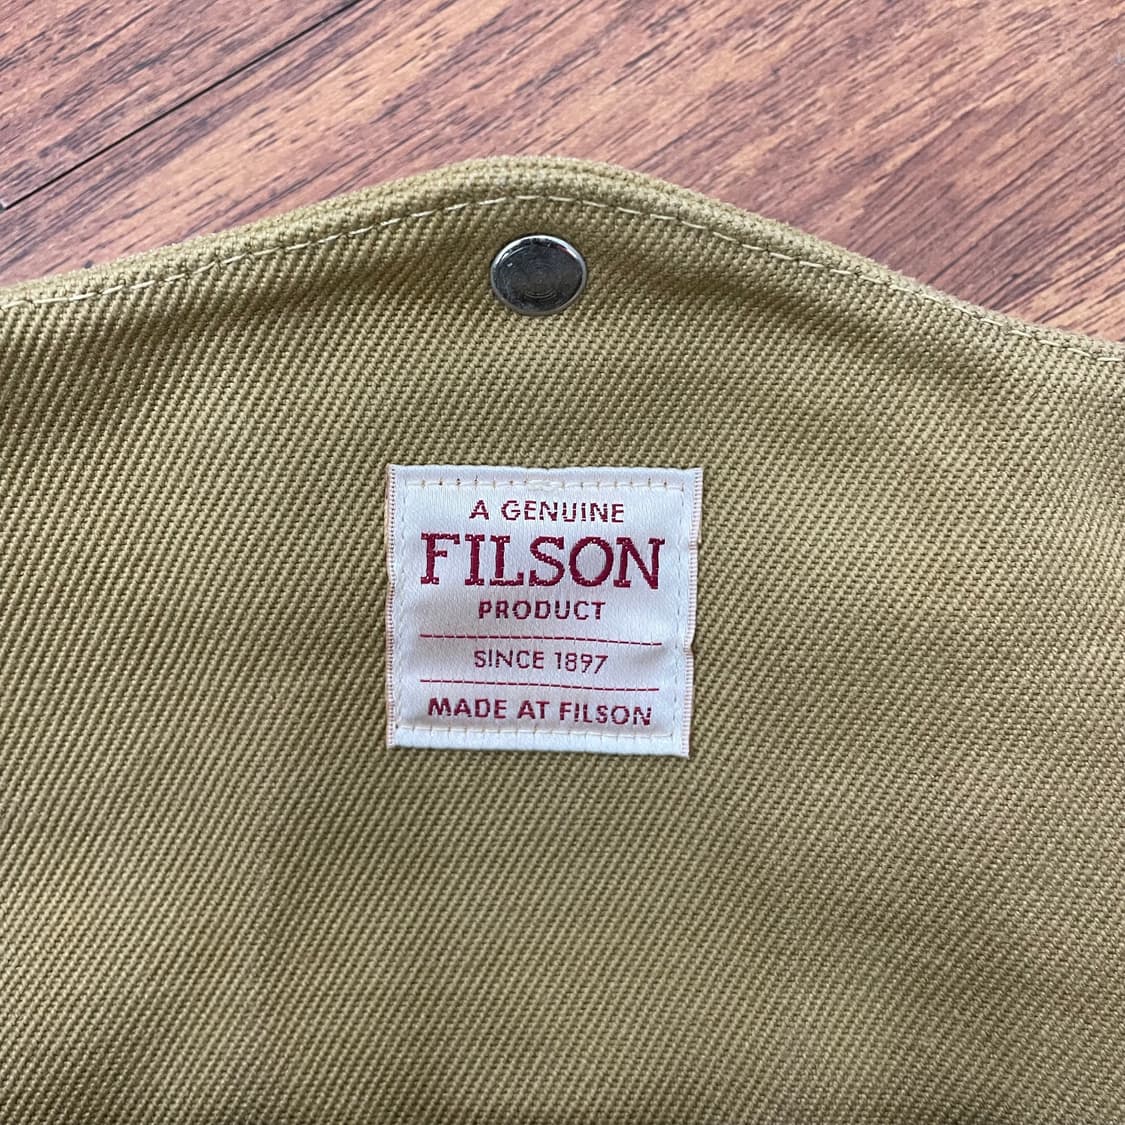 A GENUINE
FILSON
PRODUCT
SINCE 1897
MADE AT FILSON